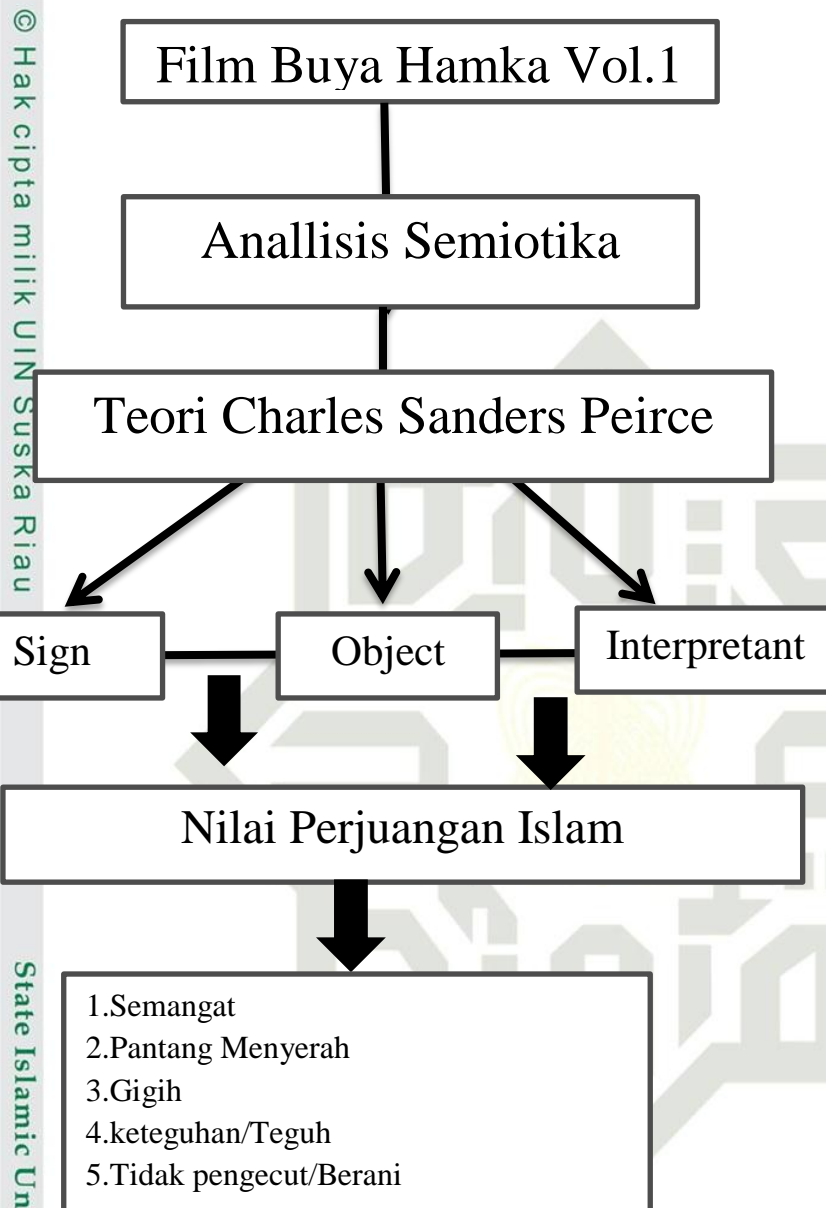 © Hak cipta milik UIN Suska Riau
Film Buya Hamka Vol.1
Anallisis Semiotika
Teori Charles Sanders Peirce
Sign
Object
Interpretant
Nilai Perjuangan Islam
State Islamic Un
1.Semangat
2.Pantang Menyerah
3.Gigih
4.keteguhan/Teguh
5.Tidak pengecut/Berani